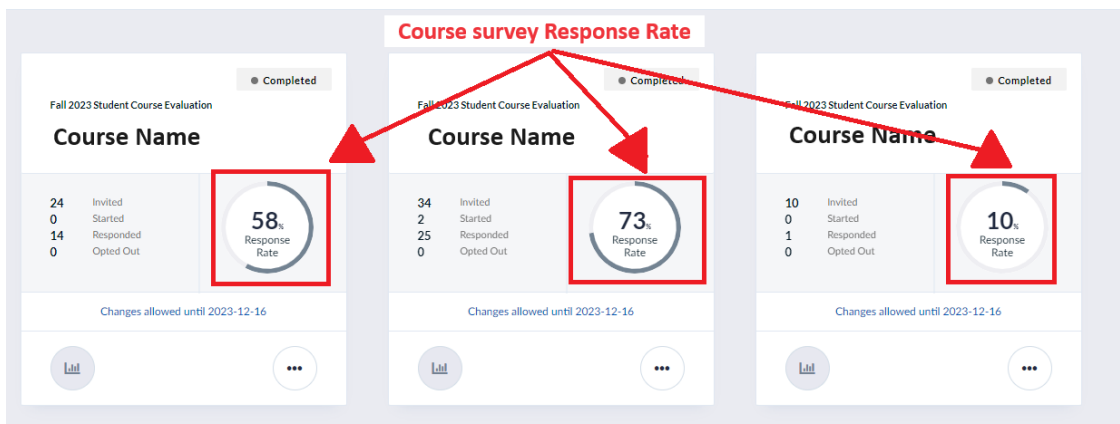 Course survey Response Rate
Completed
Fall 2023 Student Course Evaluation
Course Name
24 Invited
0 Started
14 Responded
0 Opted Out
58%
Response
Rate
Changes allowed until 2023-12-16
Completed
Fall 2023 Student Course Evaluation
Course Name
34 Invited
2 Started
25 Responded
0 Opted Out
73%
Response
Rate
Changes allowed until 2023-12-16
Completed
Fall 2023 Student Course Evaluation
Course Name
10 Invited
0 Started
1 Responded
0 Opted Out
10%
Response
Rate
Changes allowed until 2023-12-16